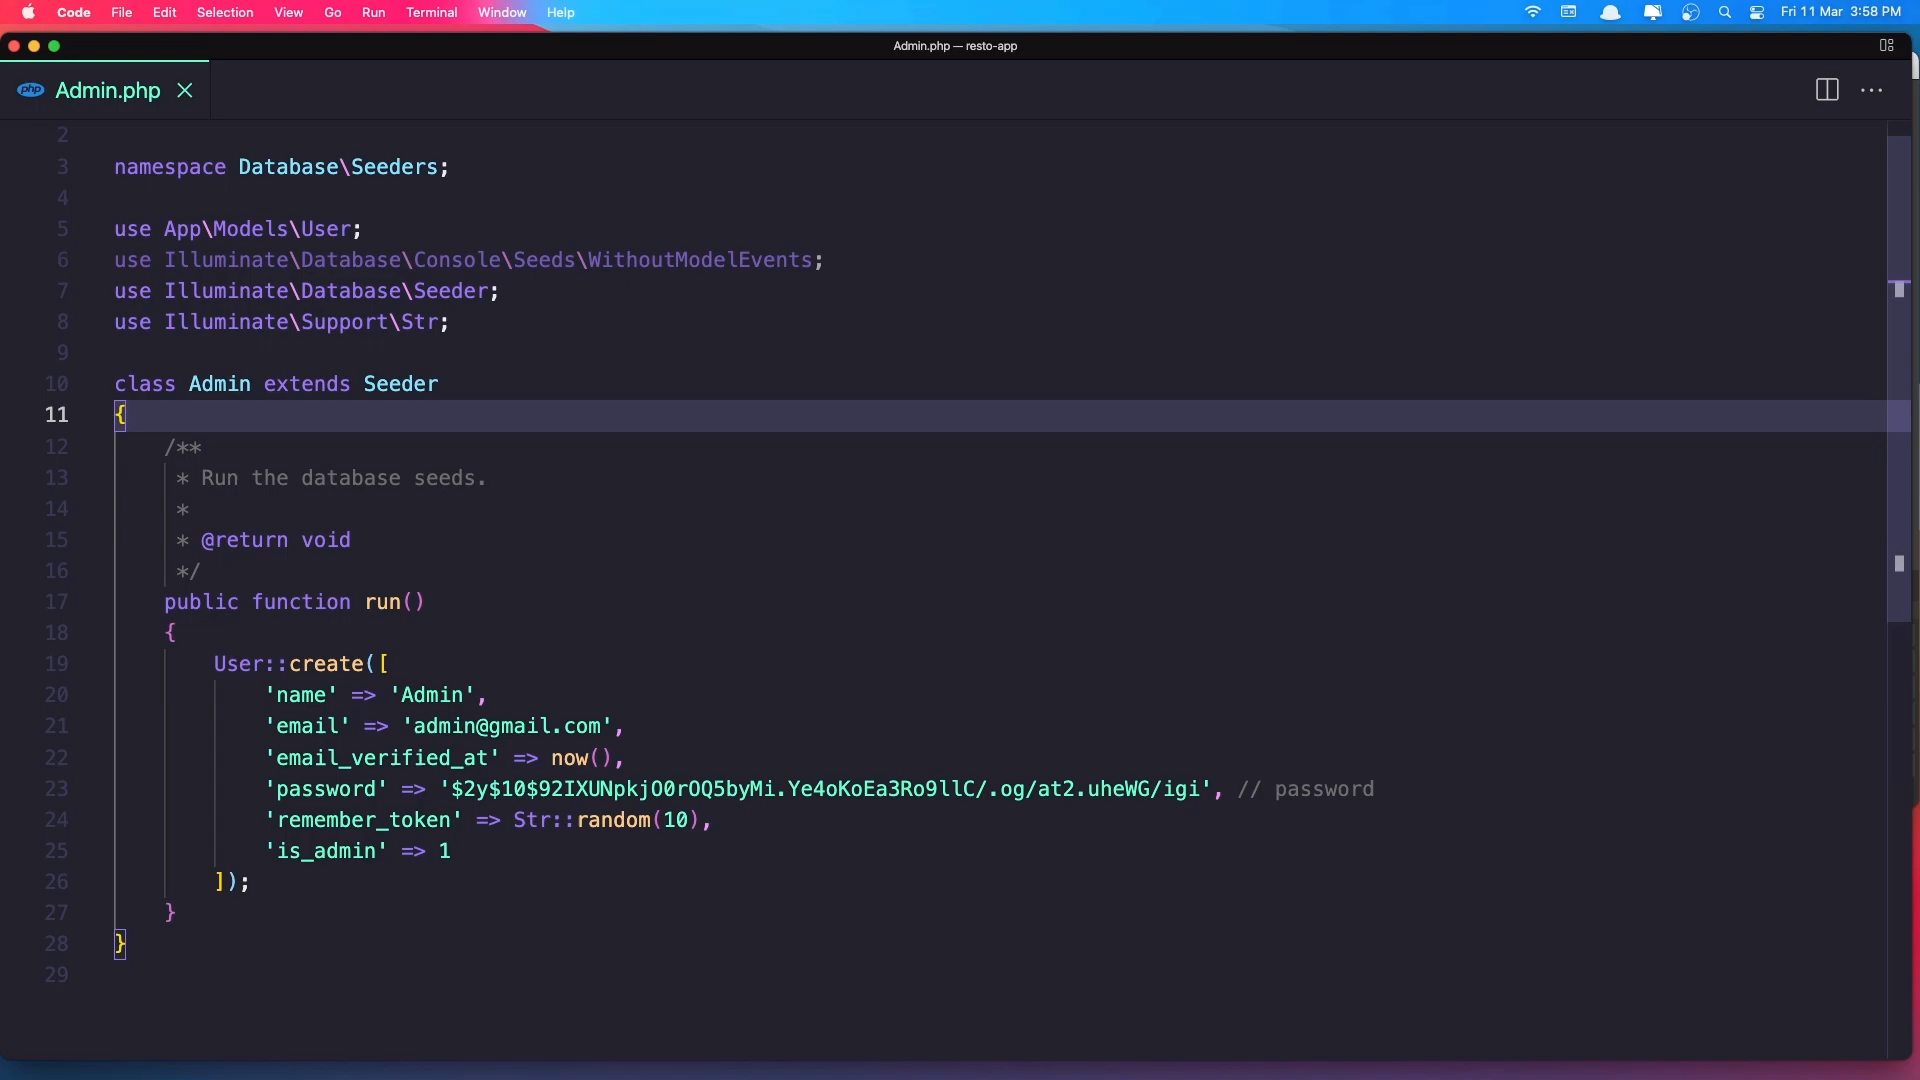 Code File Edit Selection View Go Run Terminal Window Help Fri 11 Mar 3:58 PM
Admin.php — resto-app
php Admin.php
2
3 namespace Database\Seeders;
4
5 use App\Models\User;
6 use Illuminate\Database\Console\Seeds\WithoutModelEvents;
7 use Illuminate\Database\Seeder;
8 use Illuminate\Support\Str;
9
10 class Admin extends Seeder
11 {
12 /**
13 * Run the database seeds.
14 *
15 * @return void
16 */
17 public function run()
18 {
19 User::create([
20 'name' => 'Admin',
21 'email' => 'admin@gmail.com',
22 'email_verified_at' => now(),
23 'password' => '$2y$10$92IXUNpkjO0rOQ5byMi.Ye4oKoEa3Ro9llC/.og/at2.uheWG/igi', // password
24 'remember_token' => Str::random(10),
25 'is_admin' => 1
26 ]);
27 }
28 }
29